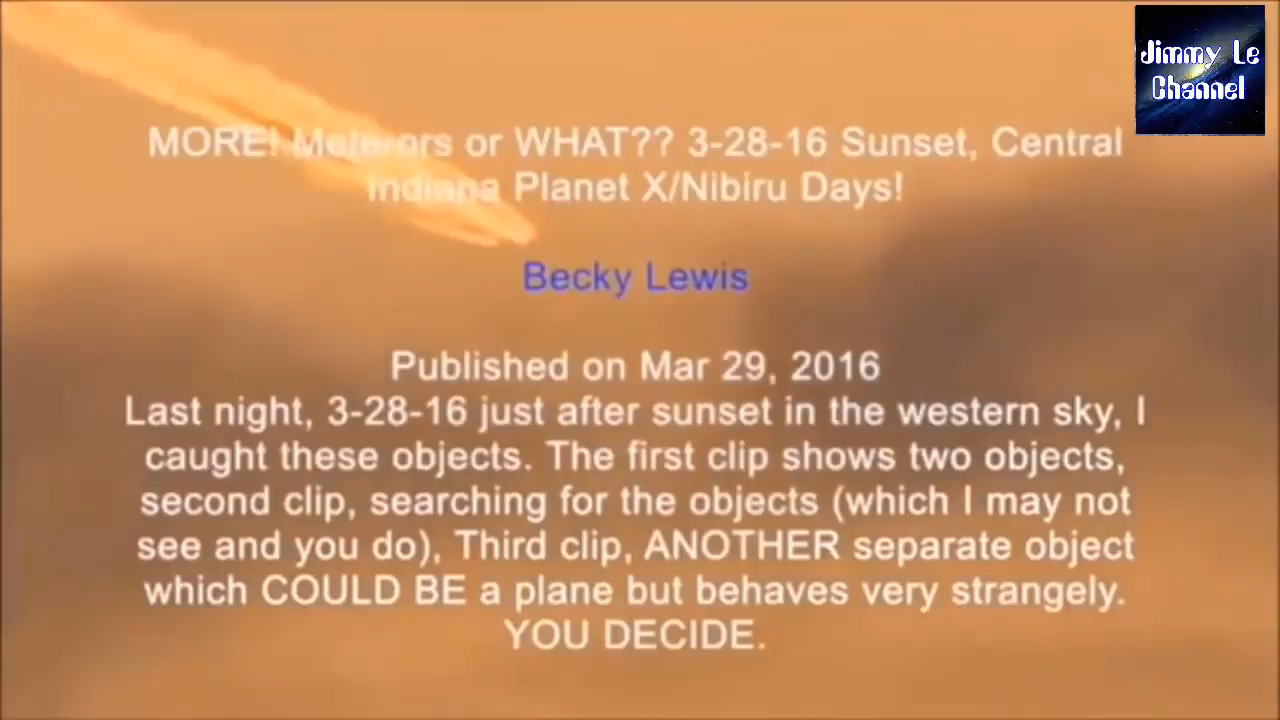 Jimmy Le
Channel
MORE! Meterors or WHAT?? 3-28-16 Sunset, Central
Indiana Planet X/Nibiru Days!
Becky Lewis
Published on Mar 29, 2016
Last night, 3-28-16 just after sunset in the western sky, I
caught these objects. The first clip shows two objects,
second clip, searching for the objects (which I may not
see and you do), Third clip, ANOTHER separate object
which COULD BE a plane but behaves very strangely.
YOU DECIDE.